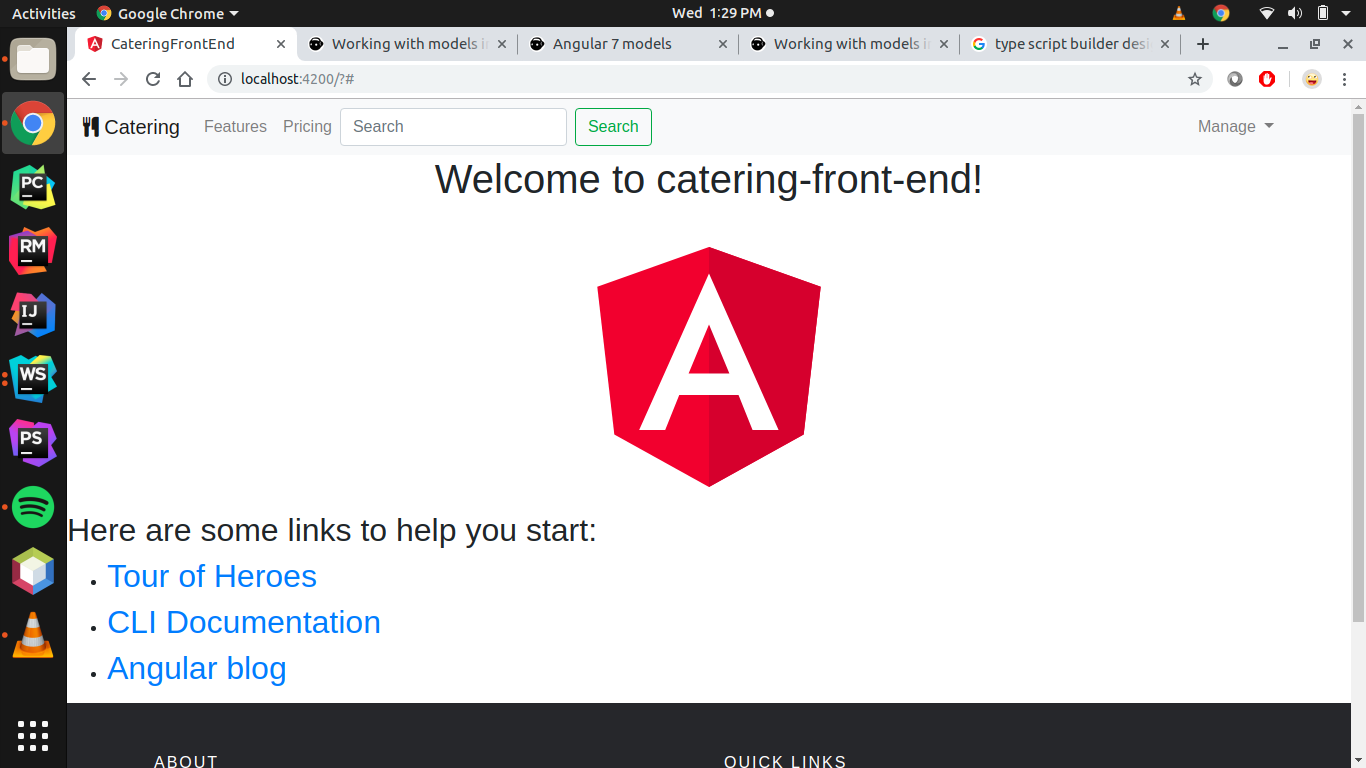 Activities Google Chrome Wed 1:29 PM
CateringFrontEnd Working with models i Angular 7 models Working with models i type script builder desi
localhost:4200/?#
Catering Features Pricing Search Search Manage
Welcome to catering-front-end!
PC
RM
IJ
WS
PS
A
Here are some links to help you start:
Tour of Heroes
CLI Documentation
Angular blog
ABOUT QUICK LINKS